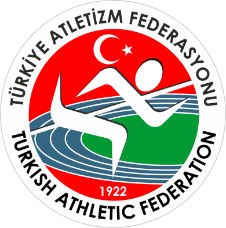 TÜRKİYE ATLETİZM FEDERASYONU
1922
TURKISH ATHLETIC FEDERATION